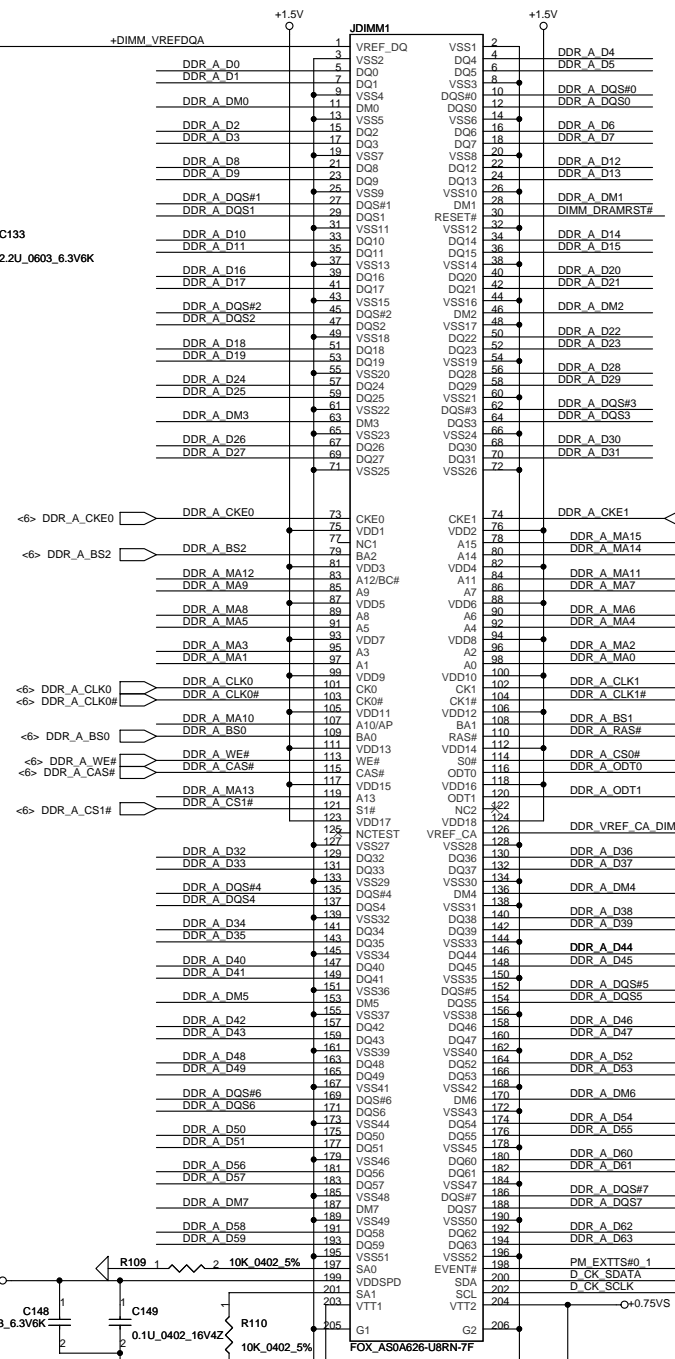 +1.5V +1.5V
JDIMM1
+DIMM_VREFDQA 1 VREF_DQ VSS1 2
3 VSS2 DQ4 4 DDR_A_D4
DDR_A_D0 5 DQ0 DQ5 6 DDR_A_D5
DDR_A_D1 7 DQ1 VSS3 8
9 VSS4 DQS#0 10 DDR_A_DQS#0
DDR_A_DM0 11 DM0 DQS0 12 DDR_A_DQS0
13 VSS5 VSS6 14
DDR_A_D2 15 DQ2 DQ6 16 DDR_A_D6
DDR_A_D3 17 DQ3 DQ7 18 DDR_A_D7
19 VSS7 VSS8 20
DDR_A_D8 21 DQ8 DQ12 22 DDR_A_D12
DDR_A_D9 23 DQ9 DQ13 24 DDR_A_D13
25 VSS9 VSS10 26
DDR_A_DQS#1 27 DQS#1 DM1 28 DDR_A_DM1
DDR_A_DQS1 29 DQS1 RESET# 30 DIMM_DRAMRST#
31 VSS11 VSS12 32
C133
DDR_A_D10 33 DQ10 DQ14 34 DDR_A_D14
DDR_A_D11 35 DQ11 DQ15 36 DDR_A_D15
2.2U_0603_6.3V6K
37 VSS13 VSS14 38
DDR_A_D16 39 DQ16 DQ20 40 DDR_A_D20
DDR_A_D17 41 DQ17 DQ21 42 DDR_A_D21
43 VSS15 VSS16 44
DDR_A_DQS#2 45 DQS#2 DM2 46 DDR_A_DM2
DDR_A_DQS2 47 DQS2 VSS17 48
49 VSS18 DQ22 50 DDR_A_D22
DDR_A_D18 51 DQ18 DQ23 52 DDR_A_D23
DDR_A_D19 53 DQ19 VSS19 54
55 VSS20 DQ28 56 DDR_A_D28
DDR_A_D24 57 DQ24 DQ29 58 DDR_A_D29
DDR_A_D25 59 DQ25 VSS21 60
61 VSS22 DQS#3 62 DDR_A_DQS#3
DDR_A_DM3 63 DM3 DQS3 64 DDR_A_DQS3
65 VSS23 VSS24 66
DDR_A_D26 67 DQ26 DQ30 68 DDR_A_D30
DDR_A_D27 69 DQ27 DQ31 70 DDR_A_D31
71 VSS25 VSS26 72
<6> DDR_A_CKE0 DDR_A_CKE0 73 CKE0 CKE1 74 DDR_A_CKE1
75 VDD1 VDD2 76
77 NC1 A15 78 DDR_A_MA15
<6> DDR_A_BS2 DDR_A_BS2 79 BA2 A14 80 DDR_A_MA14
81 VDD3 VDD4 82
DDR_A_MA12 83 A12/BC# A11 84 DDR_A_MA11
DDR_A_MA9 85 A9 A7 86 DDR_A_MA7
87 VDD5 VDD6 88
DDR_A_MA8 89 A8 A6 90 DDR_A_MA6
DDR_A_MA5 91 A5 A4 92 DDR_A_MA4
93 VDD7 VDD8 94
DDR_A_MA3 95 A3 A2 96 DDR_A_MA2
DDR_A_MA1 97 A1 A0 98 DDR_A_MA0
99 VDD9 VDD10 100
<6> DDR_A_CLK0 DDR_A_CLK0 101 CK0 CK1 102 DDR_A_CLK1
<6> DDR_A_CLK0# DDR_A_CLK0# 103 CK0# CK1# 104 DDR_A_CLK1#
105 VDD11 VDD12 106
DDR_A_MA10 107 A10/AP BA1 108 DDR_A_BS1
<6> DDR_A_BS0 DDR_A_BS0 109 BA0 RAS# 110 DDR_A_RAS#
111 VDD13 VDD14 112
<6> DDR_A_WE# DDR_A_WE# 113 WE# S0# 114 DDR_A_CS0#
<6> DDR_A_CAS# DDR_A_CAS# 115 CAS# ODT0 116 DDR_A_ODT0
117 VDD15 VDD16 118
DDR_A_MA13 119 A13 ODT1 120 DDR_A_ODT1
<6> DDR_A_CS1# DDR_A_CS1# 121 S1# NC2 122
123 VDD17 VDD18 124
125 NCTEST VREF_CA 126 DDR_VREF_CA_DIM
127 VSS27 VSS28 128
DDR_A_D32 129 DQ32 DQ36 130 DDR_A_D36
DDR_A_D33 131 DQ33 DQ37 132 DDR_A_D37
133 VSS29 VSS30 134
DDR_A_DQS#4 135 DQS#4 DM4 136 DDR_A_DM4
DDR_A_DQS4 137 DQS4 VSS31 138
139 VSS32 DQ38 140 DDR_A_D38
DDR_A_D34 141 DQ34 DQ39 142 DDR_A_D39
DDR_A_D35 143 DQ35 VSS33 144
145 VSS34 DQ44 146 DDR_A_D44
DDR_A_D40 147 DQ40 DQ45 148 DDR_A_D45
DDR_A_D41 149 DQ41 VSS35 150
151 VSS36 DQS#5 152 DDR_A_DQS#5
DDR_A_DM5 153 DM5 DQS5 154 DDR_A_DQS5
155 VSS37 VSS38 156
DDR_A_D42 157 DQ42 DQ46 158 DDR_A_D46
DDR_A_D43 159 DQ43 DQ47 160 DDR_A_D47
161 VSS39 VSS40 162
DDR_A_D48 163 DQ48 DQ52 164 DDR_A_D52
DDR_A_D49 165 DQ49 DQ53 166 DDR_A_D53
167 VSS41 VSS42 168
DDR_A_DQS#6 169 DQS#6 DM6 170 DDR_A_DM6
DDR_A_DQS6 171 DQS6 VSS43 172
173 VSS44 DQ54 174 DDR_A_D54
DDR_A_D50 175 DQ50 DQ55 176 DDR_A_D55
DDR_A_D51 177 DQ51 VSS45 178
179 VSS46 DQ60 180 DDR_A_D60
DDR_A_D56 181 DQ56 DQ61 182 DDR_A_D61
DDR_A_D57 183 DQ57 VSS47 184
185 VSS48 DQS#7 186 DDR_A_DQS#7
DDR_A_DM7 187 DM7 DQS7 188 DDR_A_DQS7
189 VSS49 VSS50 190
DDR_A_D58 191 DQ58 DQ62 192 DDR_A_D62
DDR_A_D59 193 DQ59 DQ63 194 DDR_A_D63
195 VSS51 VSS52 196
R109 1 2 10K_0402_5% 197 SA0 EVENT# 198 PM_EXTTS#0_1
199 VDDSPD SDA 200 D_CK_SDATA
201 SA1 SCL 202 D_CK_SCLK
1 1 1 203 VTT1 VTT2 204 +0.75VS
C148 C149 R110
6.3V6K 0.1U_0402_16V4Z 205 G1 G2 206
2 2 2 10K_0402_5% FOX_AS0A626-U8RN-7F